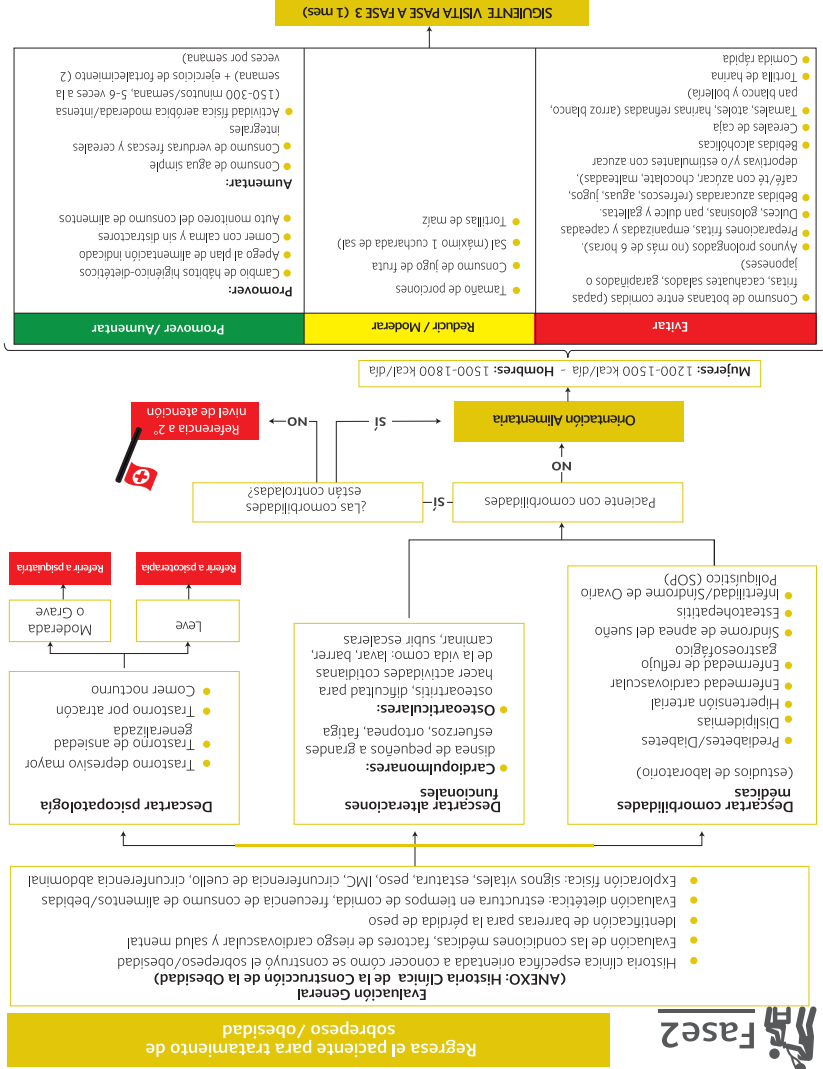 Fase2
Regresa el paciente para tratamiento de
sobrepeso /obesidad
Evaluación General
(ANEXO: Historia Clínica de la Construcción de la Obesidad)
Historia clínica específica orientada a conocer cómo se construyó el sobrepeso/obesidad
Evaluación de las condiciones médicas, factores de riesgo cardiovascular y salud mental
Identificación de barreras para la pérdida de peso
Evaluación dietética: estructura en tiempos de comida, frecuencia de consumo de alimentos/bebidas
Exploración física: signos vitales, estatura, peso, IMC, circunferencia de cuello, circunferencia abdominal
Descartar comorbilidades
médicas
(estudios de laboratorio)
Prediabetes/Diabetes
Dislipidemias
Hipertensión arterial
Enfermedad cardiovascular
Enfermedad de reflujo
gastroesofágico
Síndrome de apnea del sueño
Esteatohepatitis
Infertilidad/Síndrome de Ovario
Poliquístico (SOP)
Descartar alteraciones
funcionales
Cardiopulmonares:
disnea de pequeños a grandes
esfuerzos, ortopnea, fatiga
Osteoarticulares:
osteoartritis, dificultad para
hacer actividades cotidianas
de la vida como: lavar, barrer,
caminar, subir escaleras
Descartar psicopatología
Trastorno depresivo mayor
Trastorno de ansiedad
generalizada
Trastorno por atracón
Comer nocturno
Leve
Moderada
o Grave
Referir a psicoterapia
Referir a psiquiatría
Paciente con comorbilidades
SÍ
¿Las comorbilidades
están controladas?
NO
SÍ
NO
Orientación Alimentaria
Referencia a 2°
nivel de atención
Mujeres: 1200-1500 kcal/día - Hombres: 1500-1800 kcal/día
Evitar
Consumo de botanas entre comidas (papas
fritas, cacahuates salados, garapiñados o
japoneses)
Ayunos prolongados (no más de 6 horas).
Preparaciones fritas, empanizadas y capeadas
Dulces, golosinas, pan dulce y galletas.
Bebidas azucaradas (refrescos, aguas, jugos,
café/té con azúcar, chocolate, malteadas),
deportivas y/o estimulantes con azucar
Bebidas alcohólicas
Cereales de caja
Tamales, atoles, harinas refinadas (arroz blanco,
pan blanco y bollería)
Tortilla de harina
Comida rápida
Reducir / Moderar
Tamaño de porciones
Consumo de jugo de fruta
Sal (máximo 1 cucharada de sal)
Tortillas de maíz
Promover /Aumentar
Promover:
Cambio de hábitos higiénico-dietéticos
Apego al plan de alimentación indicado
Comer con calma y sin distractores
Auto monitoreo del consumo de alimentos
Aumentar:
Consumo de agua simple
Consumo de verduras frescas y cereales
integrales
Actividad física aeróbica moderada/intensa
(150-300 minutos/semana, 5-6 veces a la
semana) + ejercicios de fortalecimiento (2
veces por semana)
SIGUIENTE VISITA PASE A FASE 3 (1 mes)